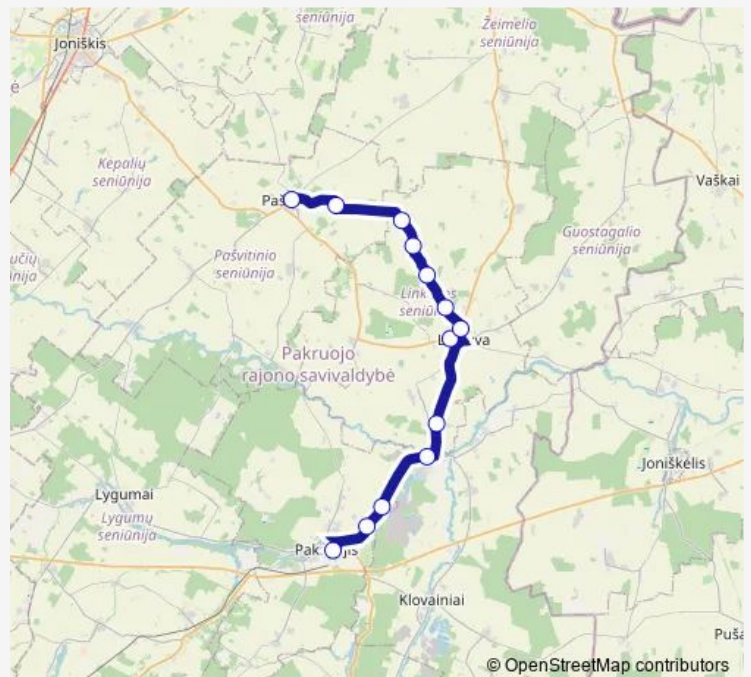 Žeimelio
seniūnija
seniūnija
Joniškis
Kepalių
seniūnija
Vaškai
Guostagalio
seniūnija
Pašvitinio
seniūnija
Pakruojo
rajono savivaldybė
Joniškėlis
Lygumai
Lygumų
seniūnija
Klovainiai
© OpenStreetMap contributors